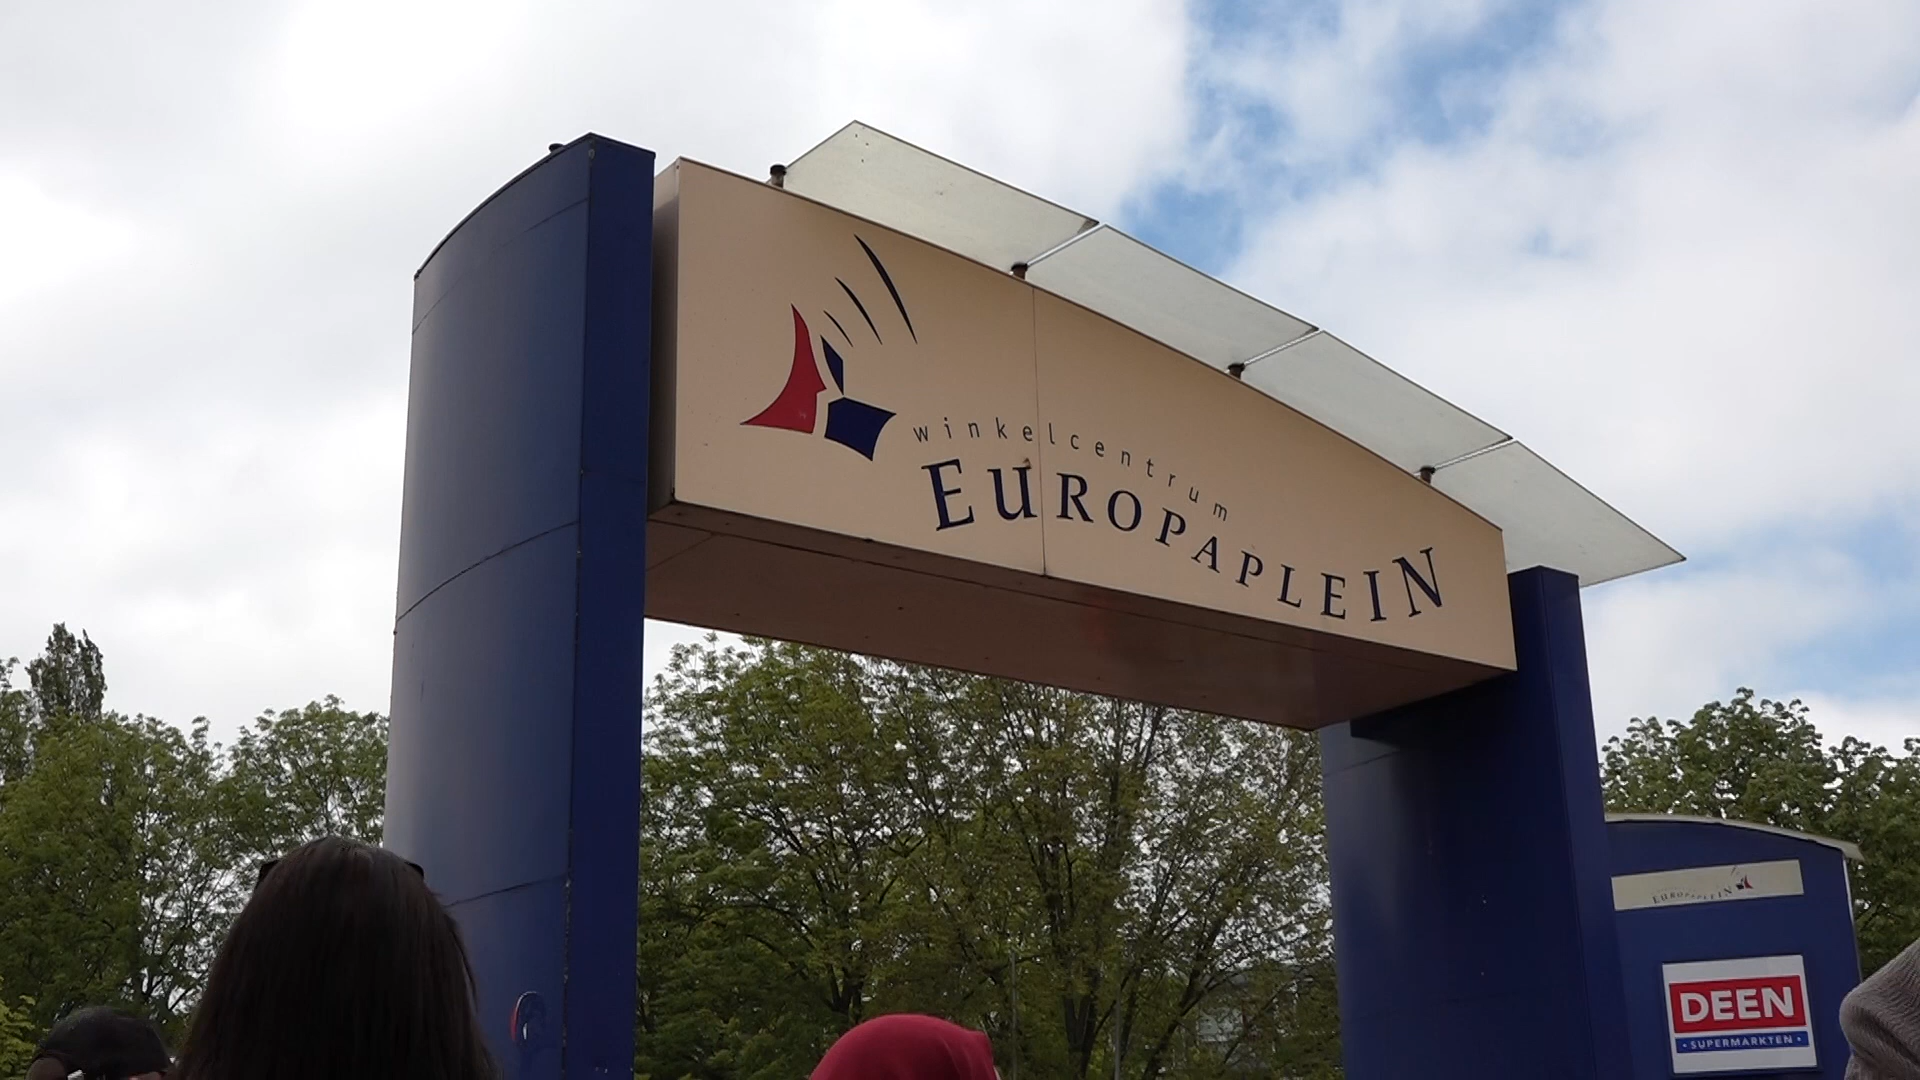 winkelcentrum
EUROPAPLEIN
EUROPAPLEIN
DEEN
• SUPERMARKTEN •